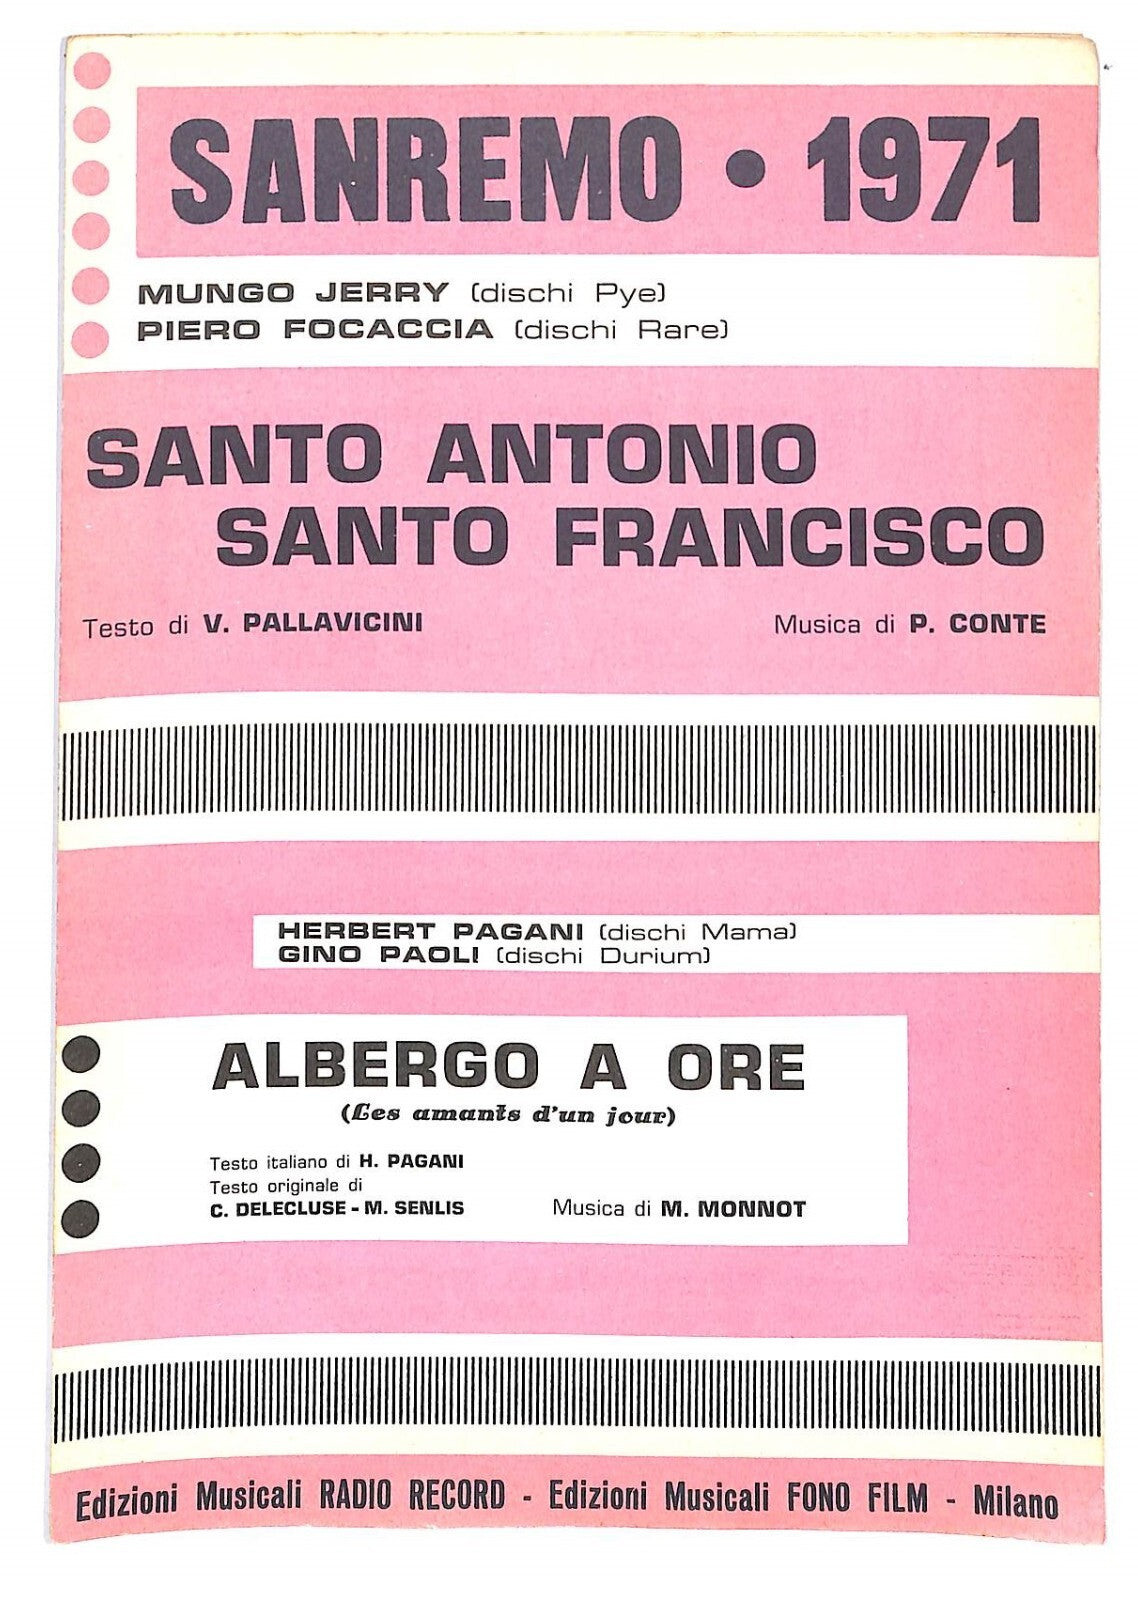 SANREMO • 1971
MUNGO JERRY (dischi Pye)
PIERO FOCACCIA (dischi Rare)
SANTO ANTONIO
SANTO FRANCISCO
Testo di V. PALLAVICINI Musica di P. CONTE
HERBERT PAGANI (dischi Mama)
GINO PAOLI (dischi Durium)
ALBERGO A ORE
(Les amants d'un jour)
Testo italiano di H. PAGANI
Testo originale di
C. DELECLUSE - M. SENLIS Musica di M. MONNOT
Edizioni Musicali RADIO RECORD - Edizioni Musicali FONO FILM - Milano